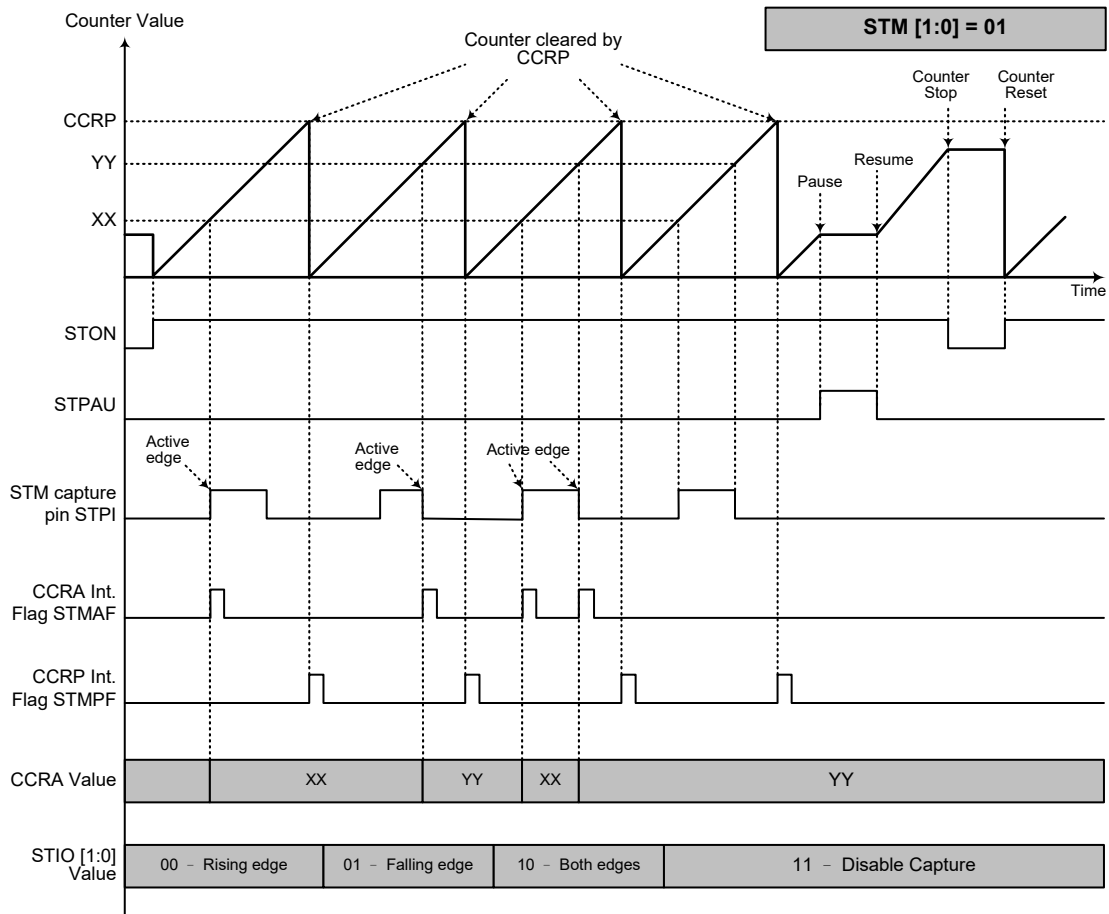 Counter Value
STM [1:0] = 01
Counter cleared by
CCRP
Counter
Stop
Counter
Reset
CCRP
YY
Resume
Pause
XX
Time
STON
STPAU
Active
edge
Active
edge
Active edge
STM capture
pin STPI
CCRA Int.
Flag STMAF
CCRP Int.
Flag STMPF
CCRA Value
XX
YY
XX
YY
STIO [1:0]
Value
00 – Rising edge
01 – Falling edge
10 – Both edges
11 – Disable Capture